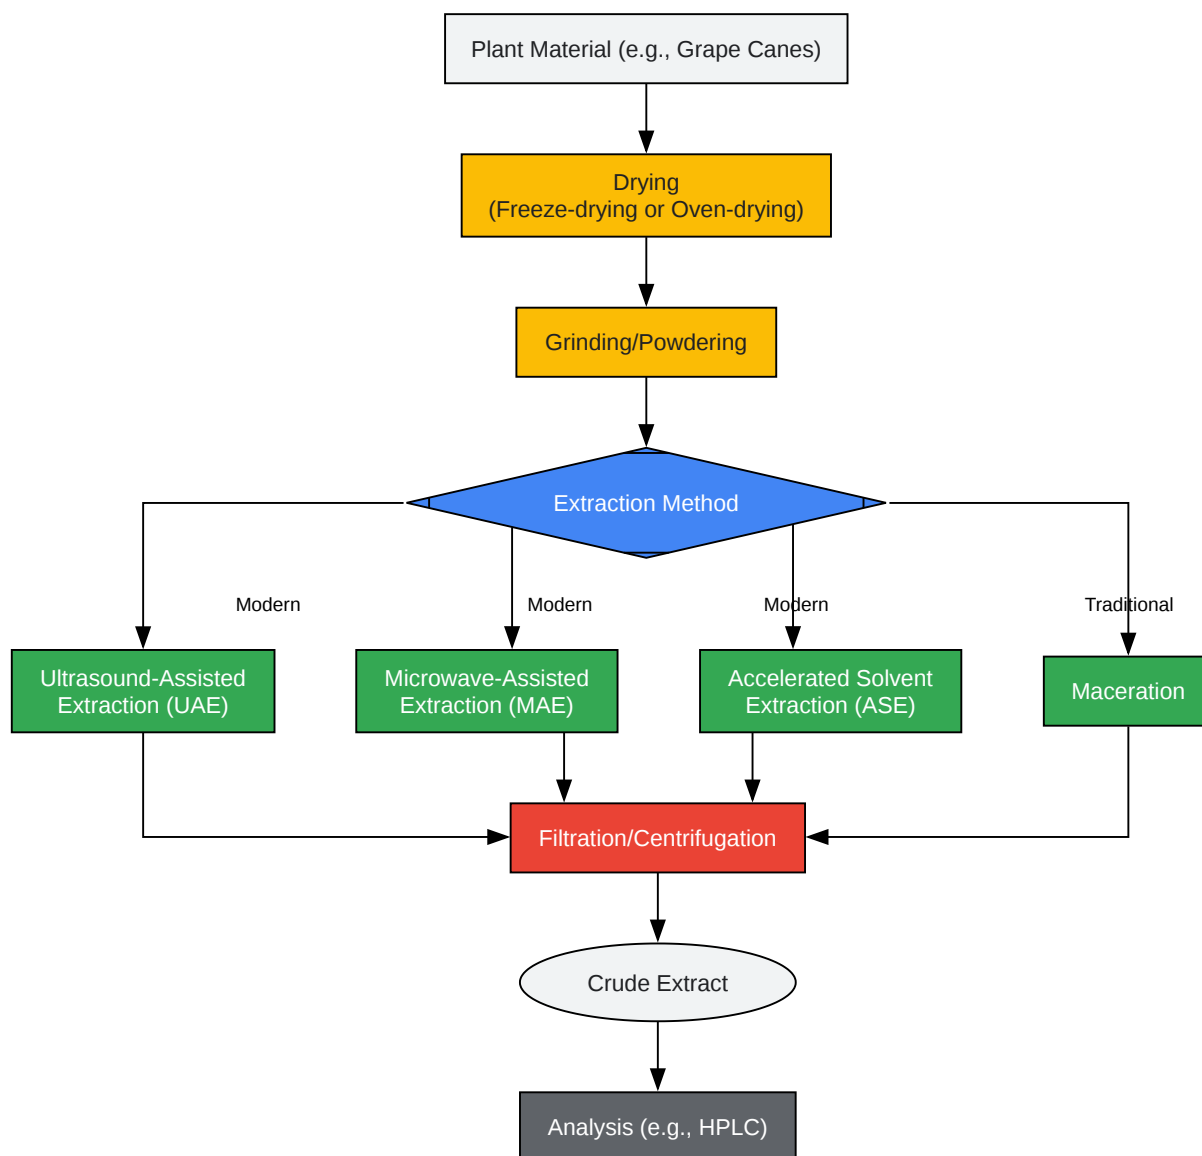 Plant Material (e.g., Grape Canes)
Drying
(Freeze-drying or Oven-drying)
Grinding/Powdering
Extraction Method
Modern
Modern
Modern
Traditional
Ultrasound-Assisted
Extraction (UAE)
Microwave-Assisted
Extraction (MAE)
Accelerated Solvent
Extraction (ASE)
Maceration
Filtration/Centrifugation
Crude Extract
Analysis (e.g., HPLC)